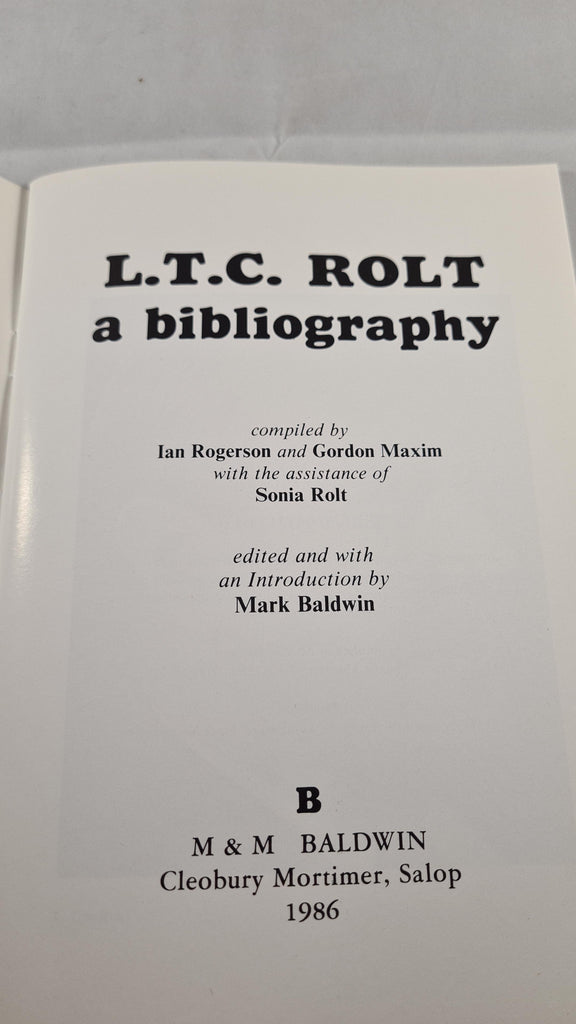 L.T.C. ROLT
a bibliography
compiled by
Ian Rogerson and Gordon Maxim
with the assistance of
Sonia Rolt
edited and with
an Introduction by
Mark Baldwin
B
M & M BALDWIN
Cleobury Mortimer, Salop
1986